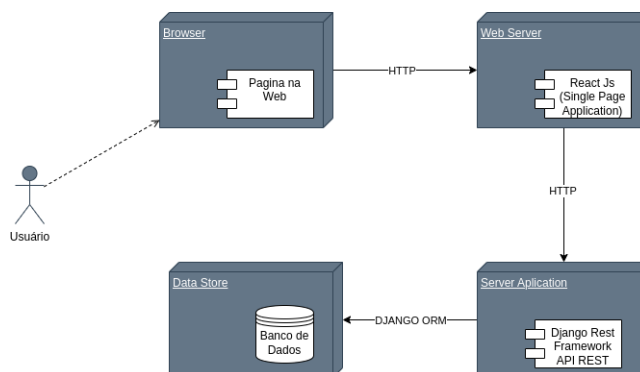 Browser
Pagina na
Web
HTTP
Web Server
React Js
(Single Page
Application)
HTTP
Usuário
Data Store
Banco de
Dados
DJANGO ORM
Server Aplication
Django Rest
Framework
API REST